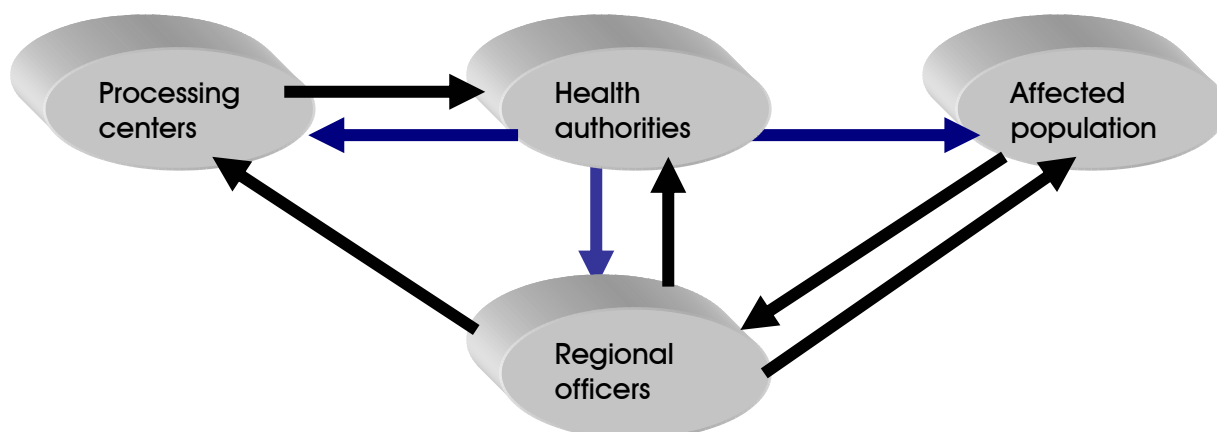 Processing
centers
Health
authorities
Affected
population
Regional
officers